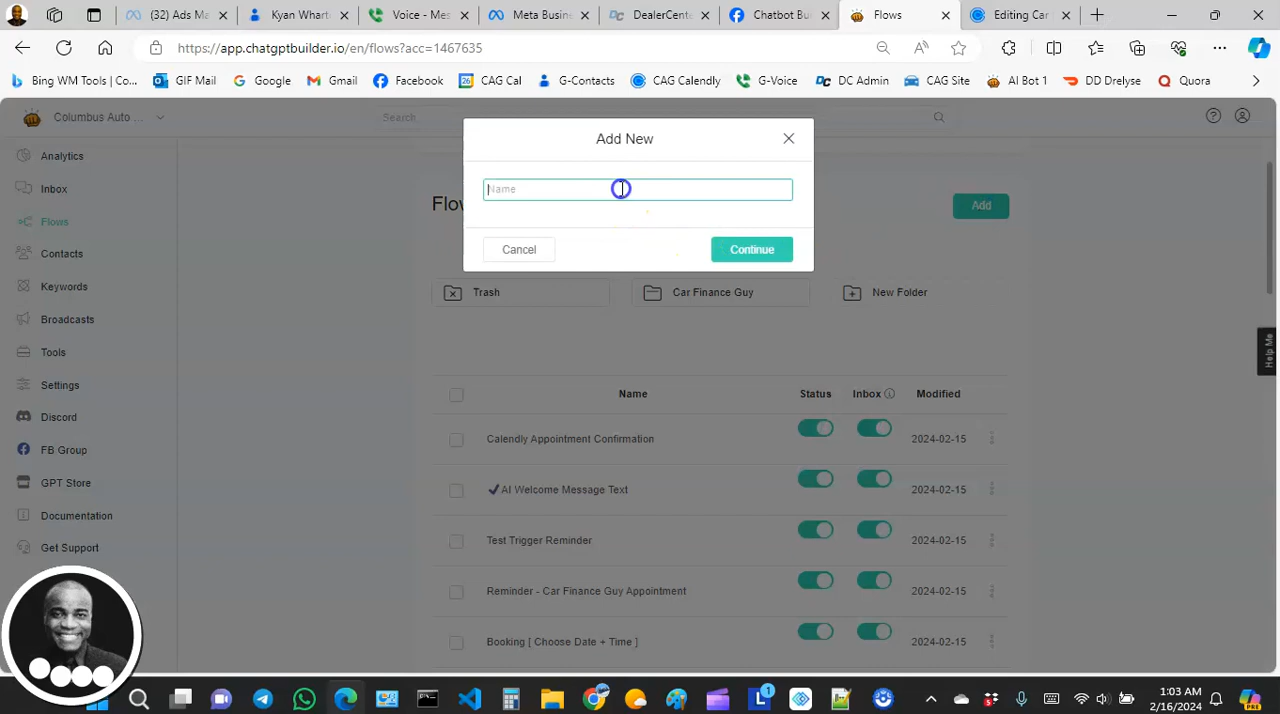 (32) Ads Ma
Kyan Whart
Voice - Mes
Meta Busine
DealerCente
Chatbot Bu
Flows
Editing Car
https://app.chatgptbuilder.io/en/flows?acc=1467635
Bing WM Tools | Co...
GIF Mail
Google
Gmail
Facebook
CAG Cal
G-Contacts
CAG Calendly
G-Voice
DC Admin
CAG Site
AI Bot 1
DD Drelyse
Quora
Columbus Auto ...
Search
Add New
Name
Cancel
Continue
Analytics
Inbox
Flows
Contacts
Keywords
Broadcasts
Tools
Settings
Discord
FB Group
GPT Store
Documentation
Get Support
Flow
Add
Trash
Car Finance Guy
New Folder
Help Me
Name Status Inbox Modified
Calendly Appointment Confirmation 2024-02-15
✔AI Welcome Message Text 2024-02-15
Test Trigger Reminder 2024-02-15
Reminder - Car Finance Guy Appointment 2024-02-15
Booking [ Choose Date + Time ] 2024-02-15
1:03 AM
2/16/2024